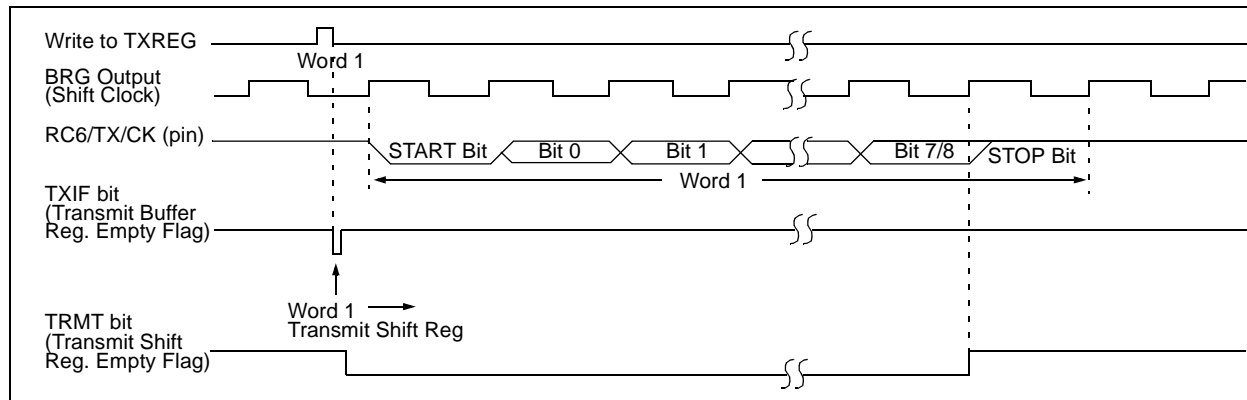 Write to TXREG
Word 1
BRG Output
(Shift Clock)
RC6/TX/CK (pin)
START Bit
Bit 0
Bit 1
Bit 7/8
STOP Bit
Word 1
TXIF bit
(Transmit Buffer
Reg. Empty Flag)
Word 1
Transmit Shift Reg
TRMT bit
(Transmit Shift
Reg. Empty Flag)